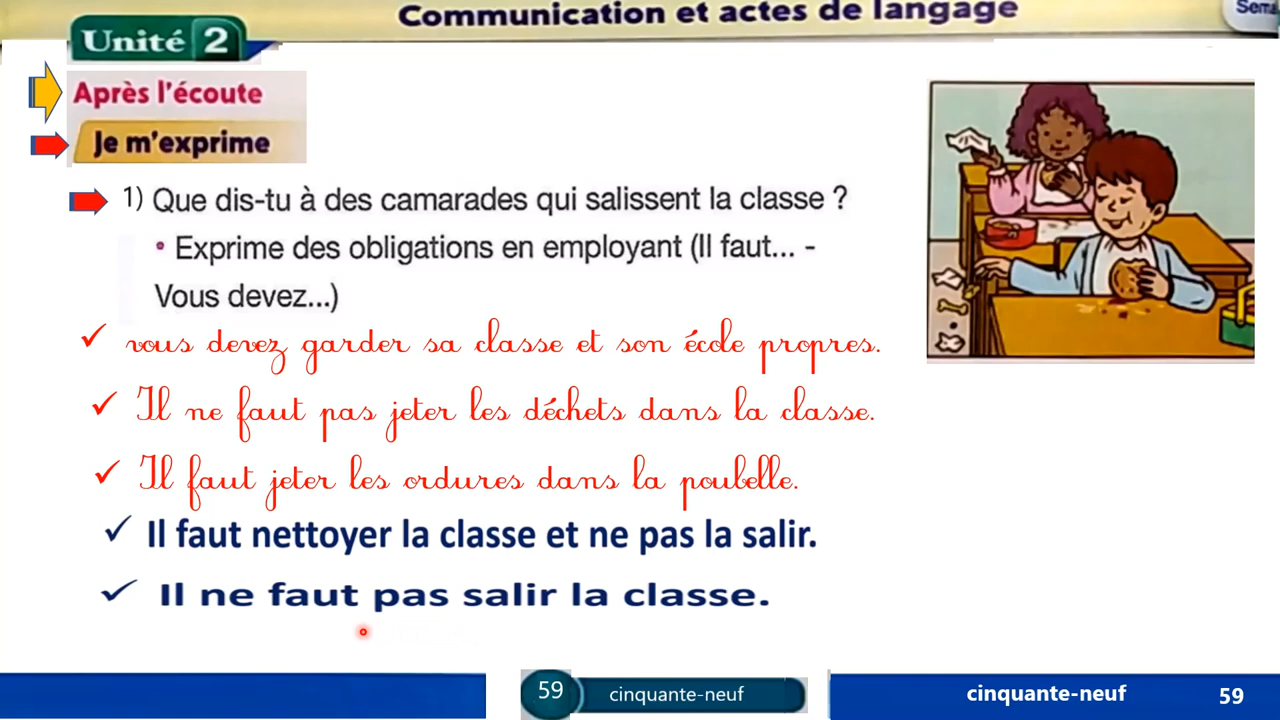 Communication et actes de langage
Sema
Unité 2
Après l'écoute
Je m'exprime
1) Que dis-tu à des camarades qui salissent la classe ?
• Exprime des obligations en employant (Il faut... -
Vous devez...)
✓ vous devez garder sa classe et son école propres.
✓ Il ne faut pas jeter les déchets dans la classe.
✓ Il faut jeter les ordures dans la poubelle.
✓ Il faut nettoyer la classe et ne pas la salir.
✓ Il ne faut pas salir la classe.
59 cinquante-neuf
cinquante-neuf 59